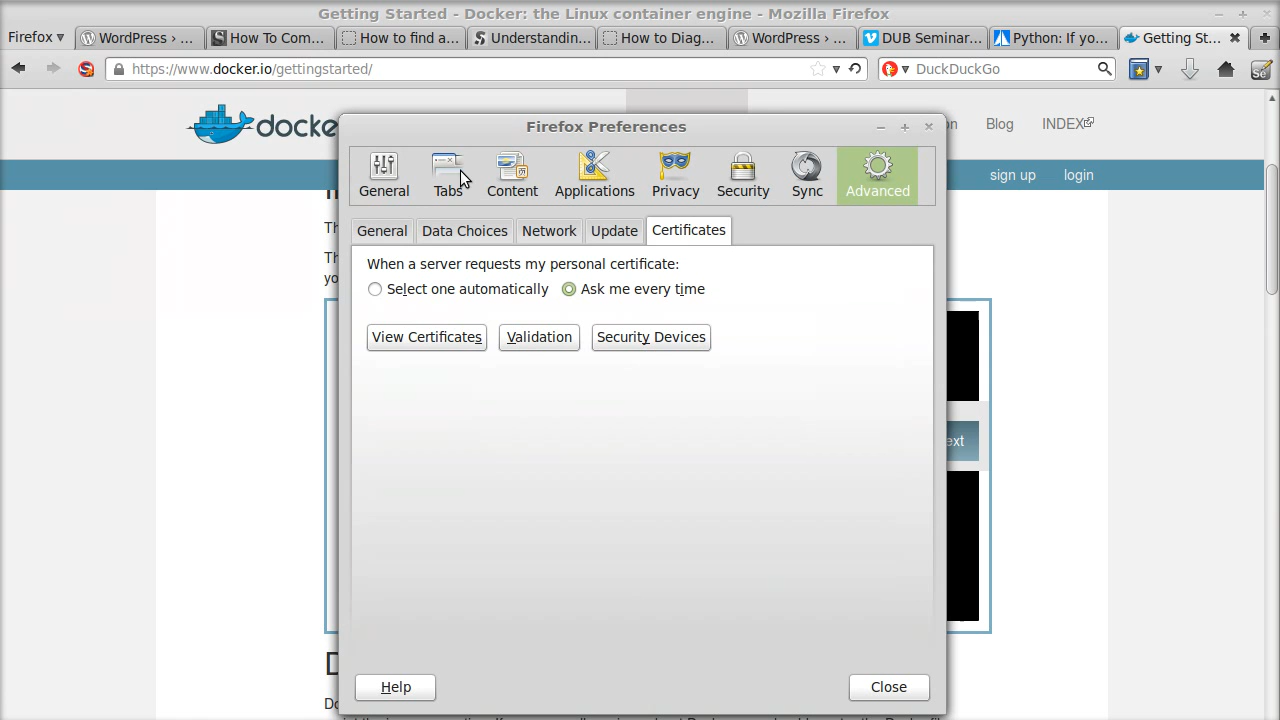 Getting Started - Docker: the Linux container engine - Mozilla Firefox
Firefox
WordPress › ...
How To Com...
How to find a...
Understandin...
How to Diag...
WordPress › ...
DUB Seminar...
Python: If yo...
Getting St...
https://www.docker.io/gettingstarted/
DuckDuckGo
Se
docke
Blog
INDEX
sign up
login
Firefox Preferences
General
Tabs
Content
Applications
Privacy
Security
Sync
Advanced
General
Data Choices
Network
Update
Certificates
When a server requests my personal certificate:
Select one automatically
Ask me every time
View Certificates
Validation
Security Devices
ext
Help
Close